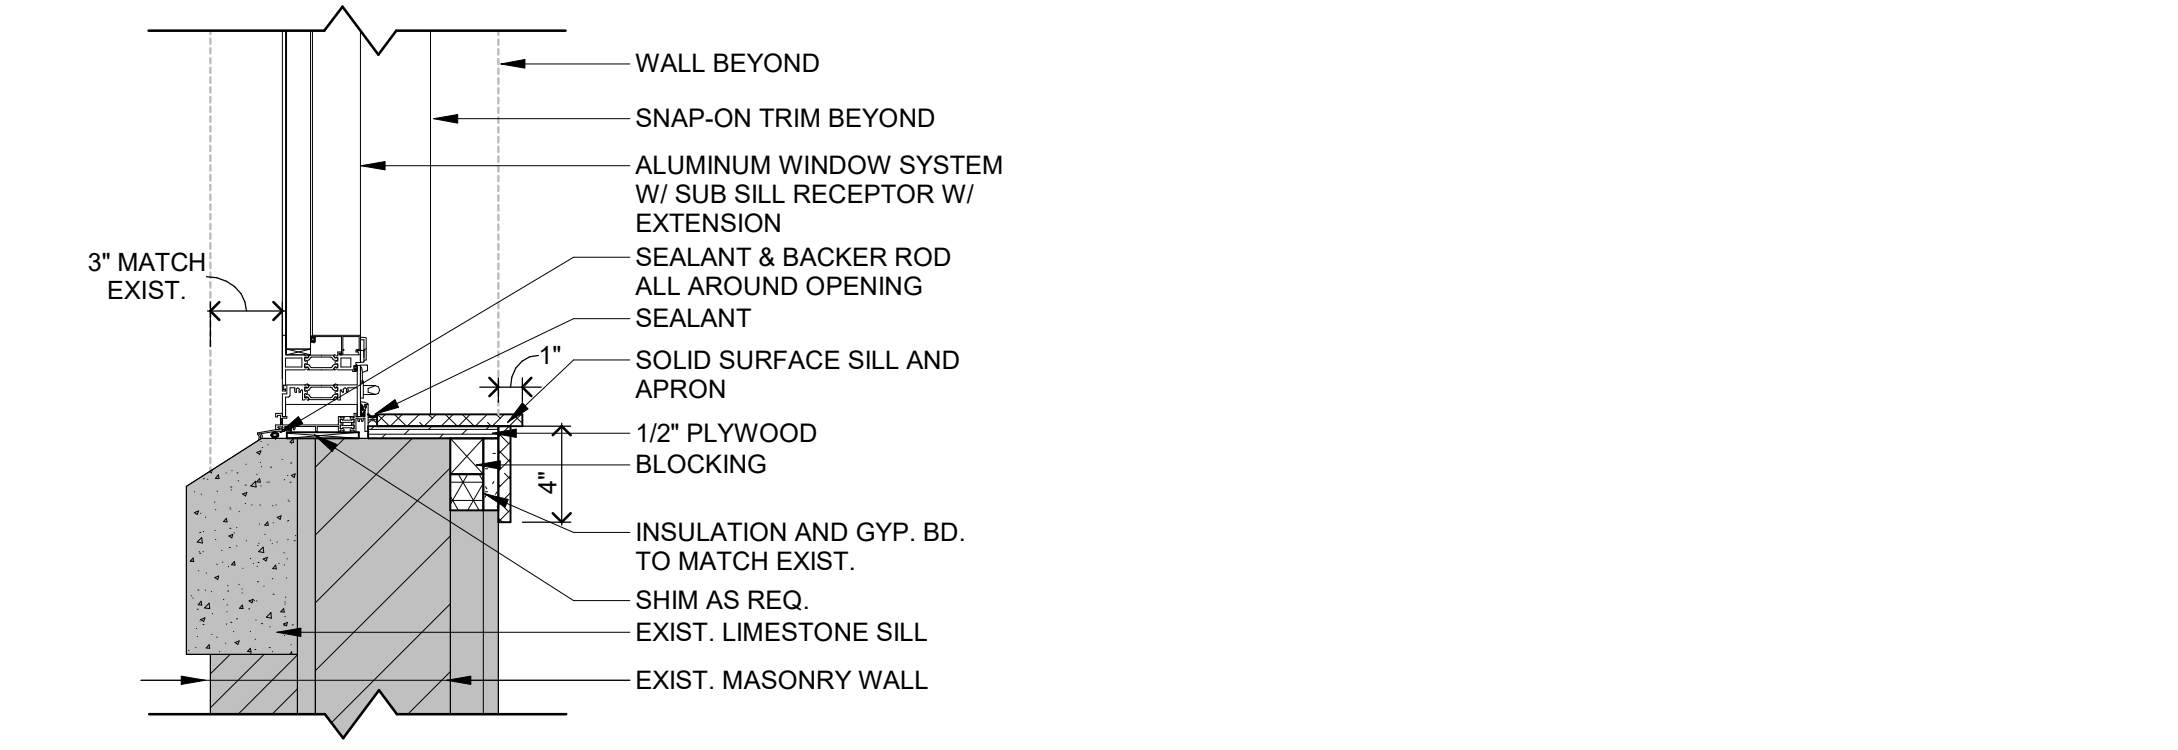 WALL BEYOND
SNAP-ON TRIM BEYOND
ALUMINUM WINDOW SYSTEM
W/ SUB SILL RECEPTOR W/
EXTENSION
3" MATCH
EXIST.
SEALANT & BACKER ROD
ALL AROUND OPENING
SEALANT
1"
SOLID SURFACE SILL AND
APRON
1/2" PLYWOOD
BLOCKING
4"
INSULATION AND GYP. BD.
TO MATCH EXIST.
SHIM AS REQ.
EXIST. LIMESTONE SILL
EXIST. MASONRY WALL